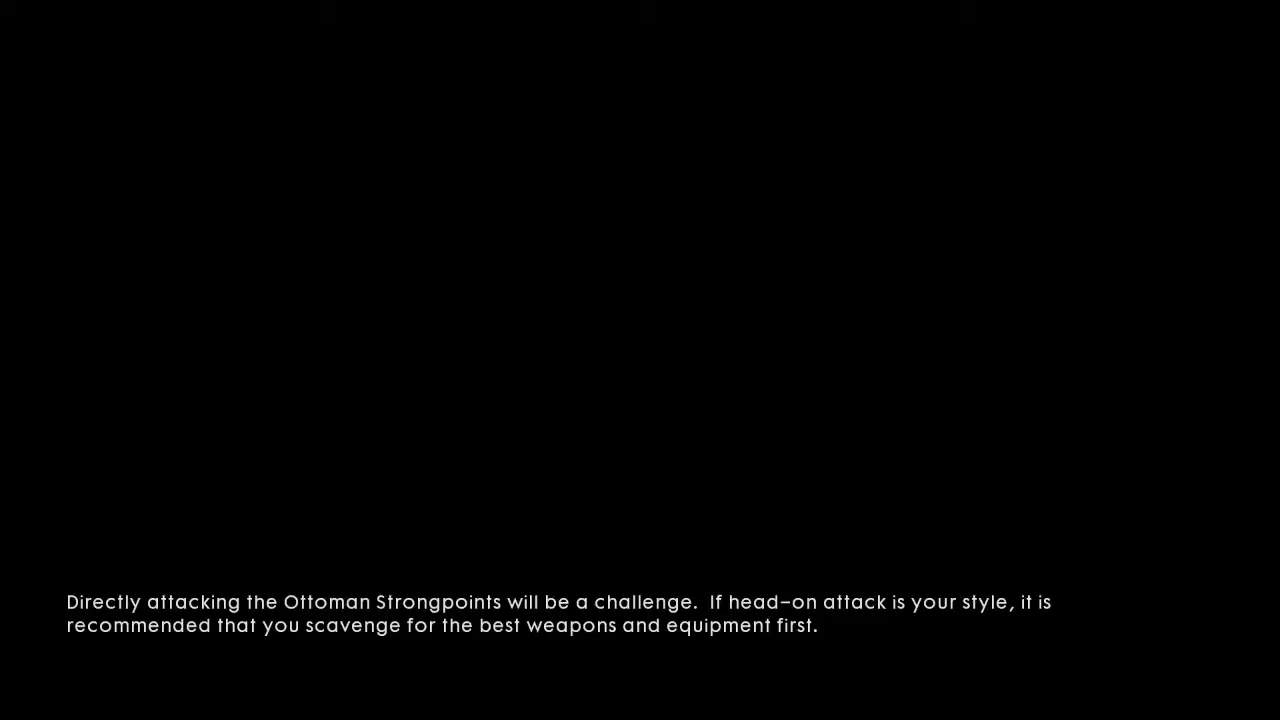 Directly attacking the Ottoman Strongpoints will be a challenge.  If head-on attack is your style, it is
recommended that you scavenge for the best weapons and equipment first.